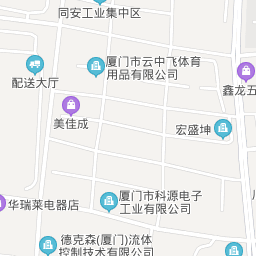 同安工业集中区
厦门市云中飞体育
用品有限公司
配送大厅
鑫龙五
美佳成
宏盛坤
厦门市科源电子
工业有限公司
华瑞莱电器店
德克森(厦门)流体
控制技术有限公司